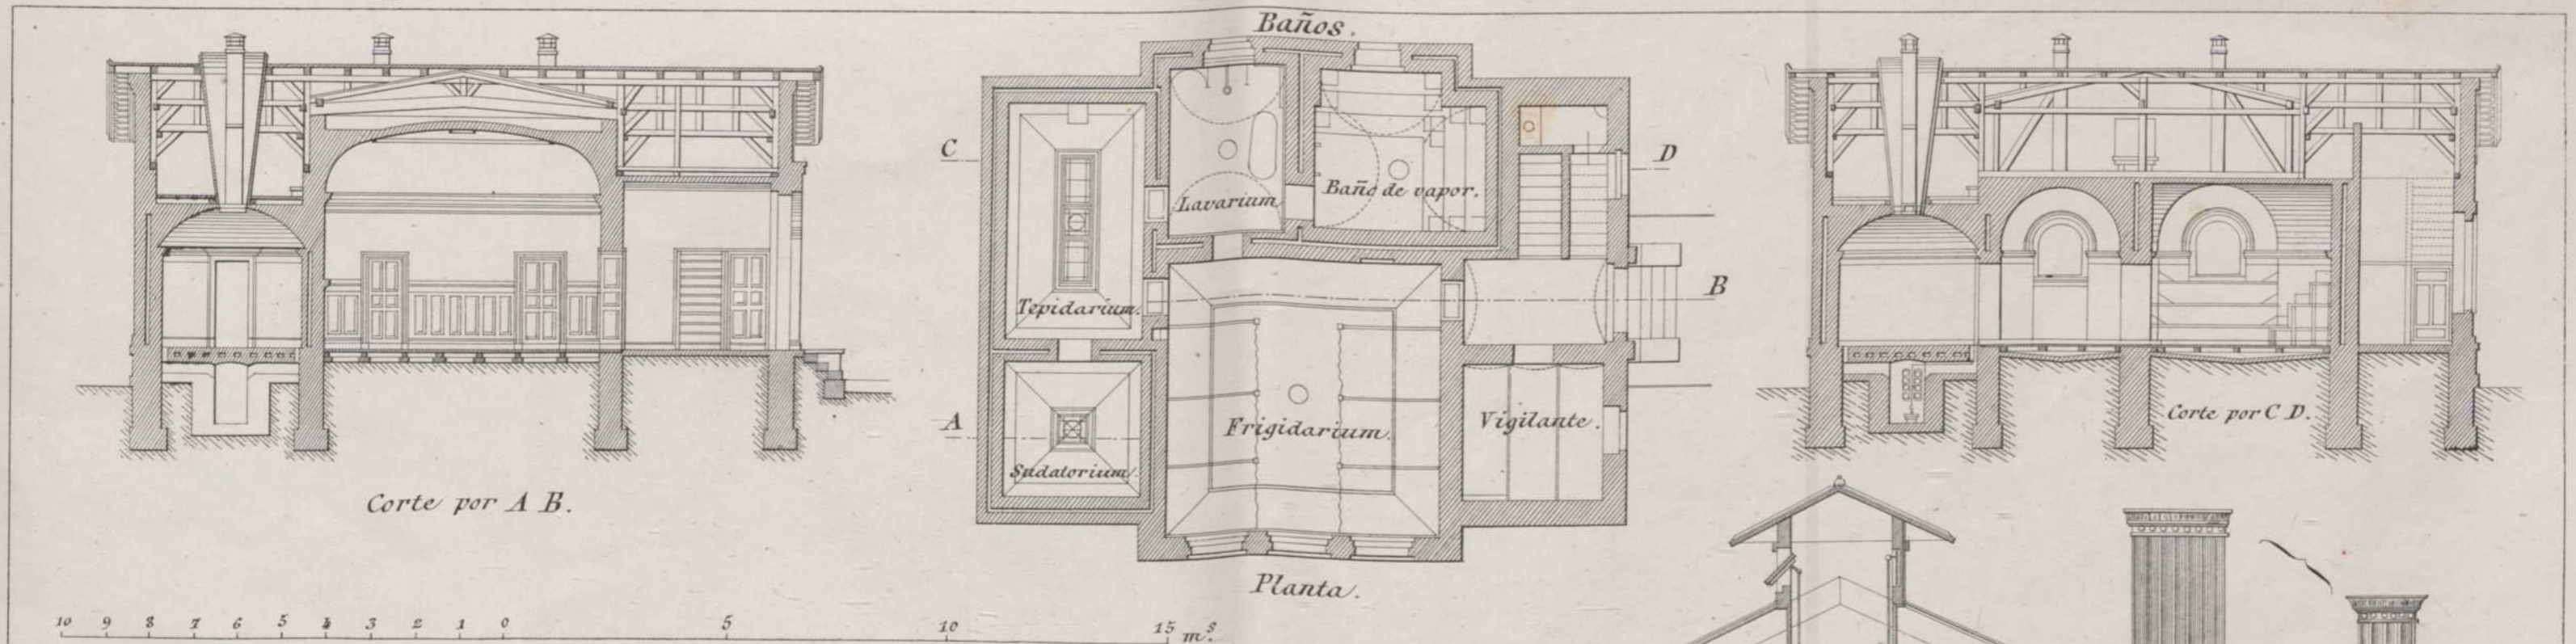 Baños.
C
D
Lavarium
Baño de vapor.
B
Tepidarium.
A
Frigidarium.
Vigilante.
Sudatorium.
Corte por C D.
Corte por A B.
Planta.
10 9 8 7 6 5 4 3 2 1 0 5 10 15 m.s